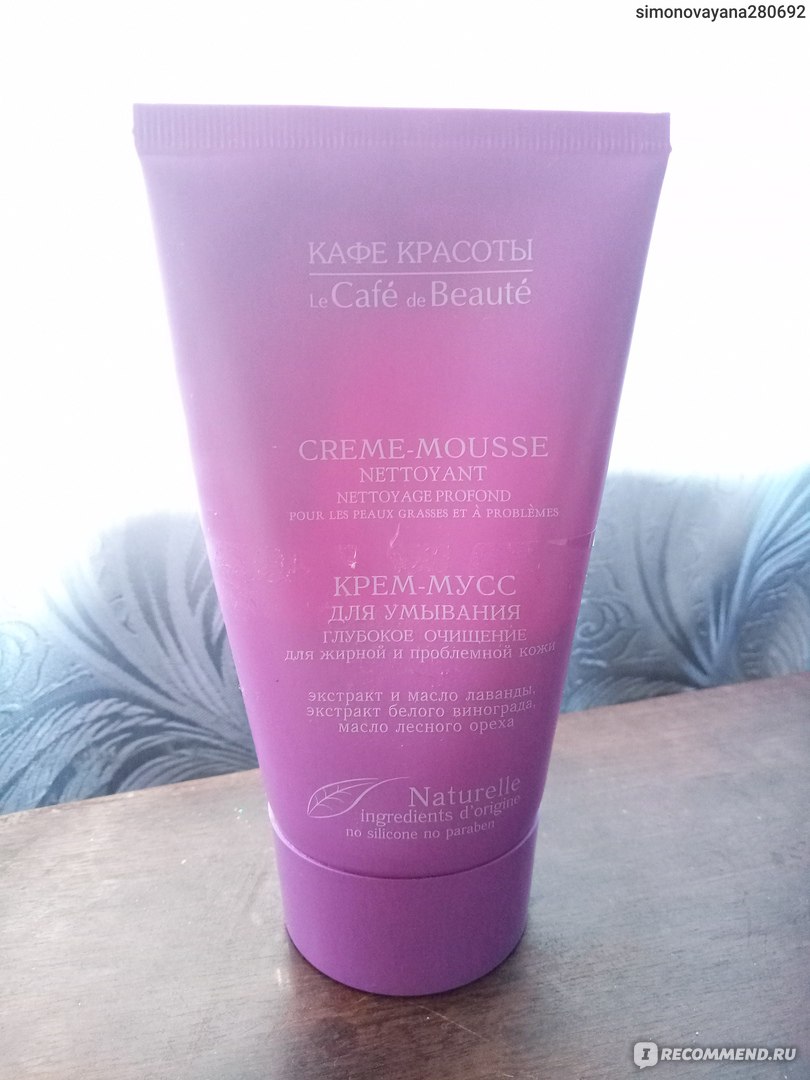 simonovayana280692
КАФЕ КРАСОТЫ
Le Café de Beauté
CREME-MOUSSE
NETTOYANT
NETTOYAGE PROFOND
POUR LES PEAUX GRASSES ET À PROBLÈMES
КРЕМ-МУСС
ДЛЯ УМЫВАНИЯ
ГЛУБОКОЕ ОЧИЩЕНИЕ
для жирной и проблемной кожи
экстракт и масло лаванды,
экстракт белого винограда,
масло лесного ореха
Naturelle
ingredients d'origine
no silicone no paraben
I RECOMMEND.RU